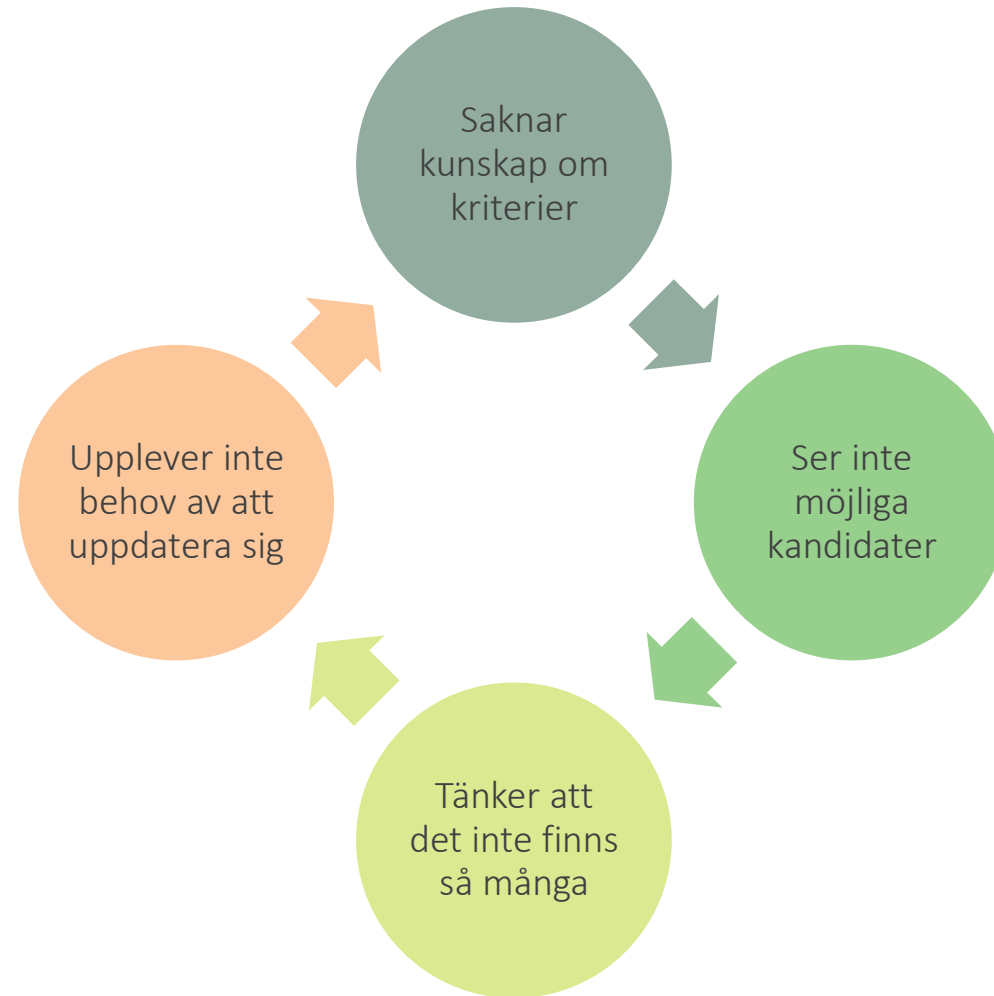 Saknar
kunskap om
kriterier
Ser inte
möjliga
kandidater
Tänker att
det inte finns
så många
Upplever inte
behov av att
uppdatera sig